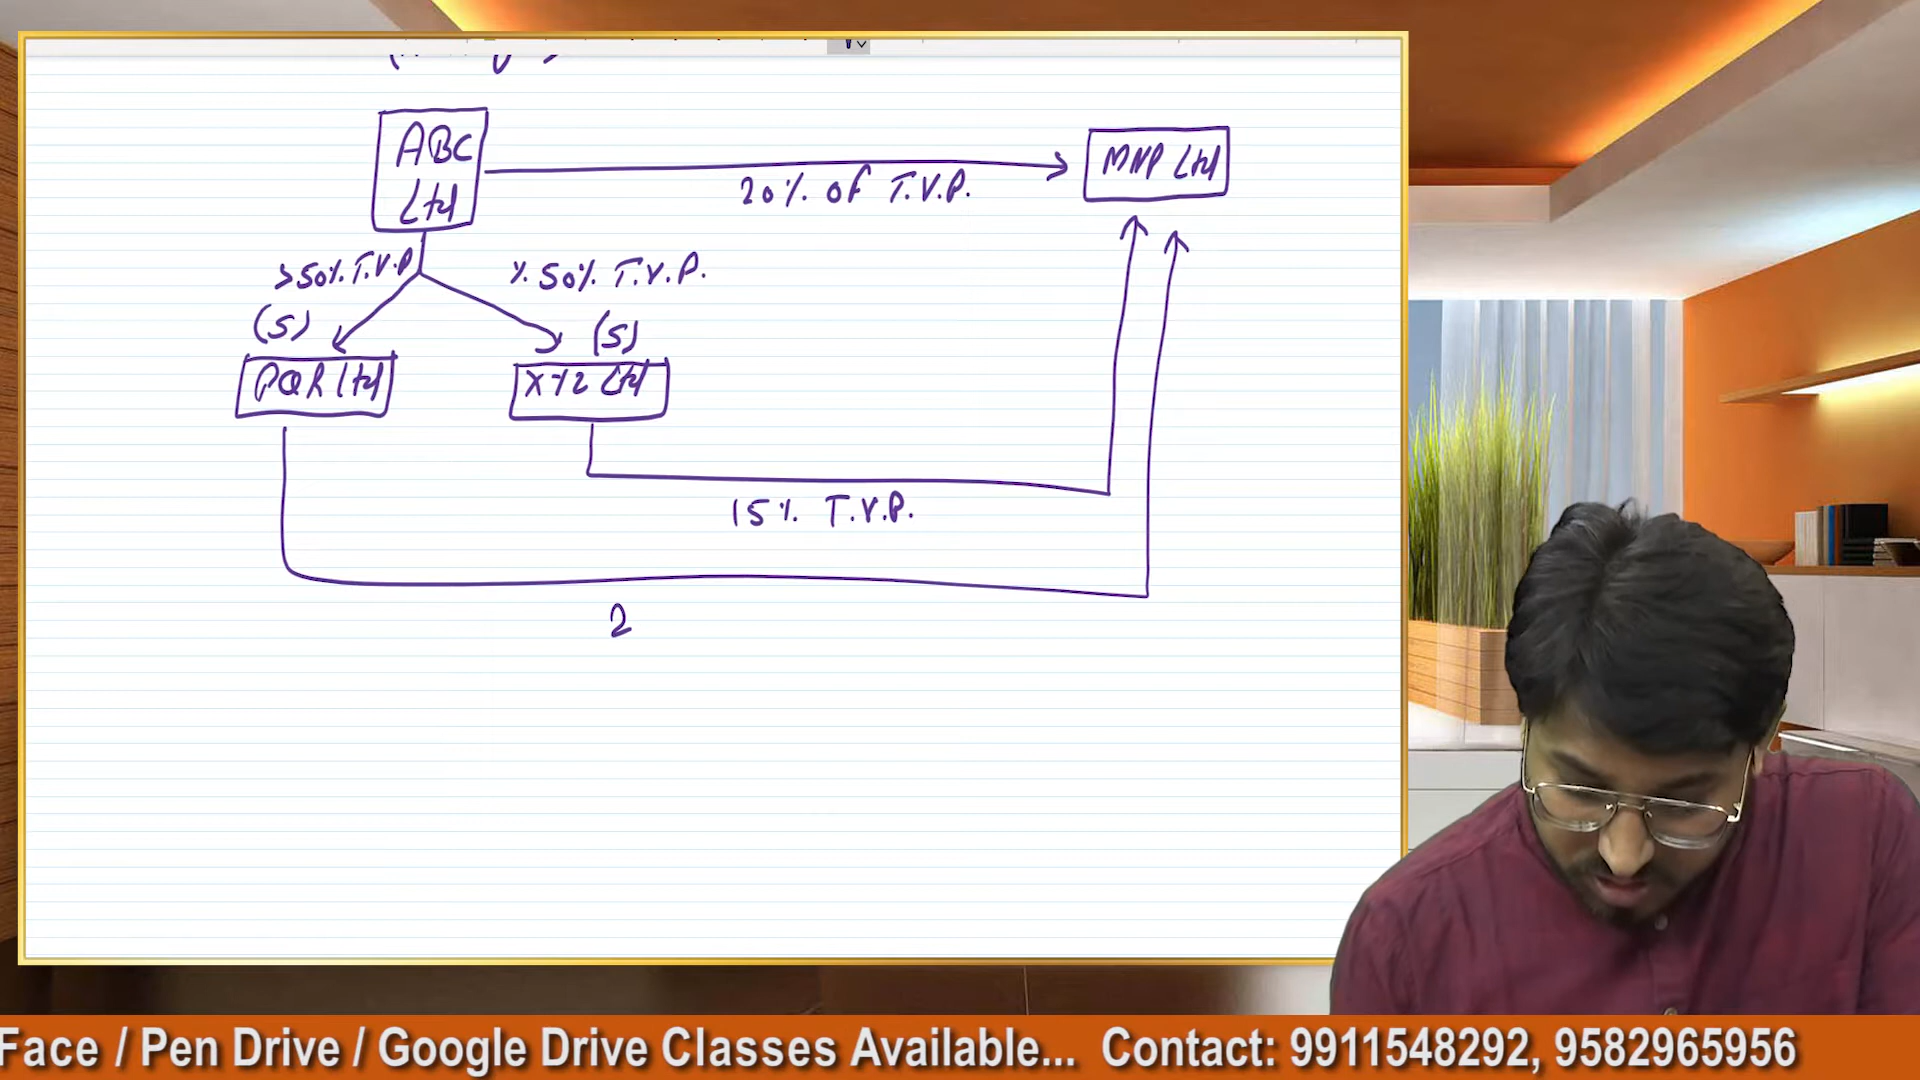 ABC
Ltd
MNP Ltd
20% OF T.V.P.
>50% T.V.P
50% T.V.P.
(S)
(S)
PQR Ltd
XYZ Ltd
15% T.V.P.
2
Face / Pen Drive / Google Drive Classes Available... Contact: 9911548292, 9582965956